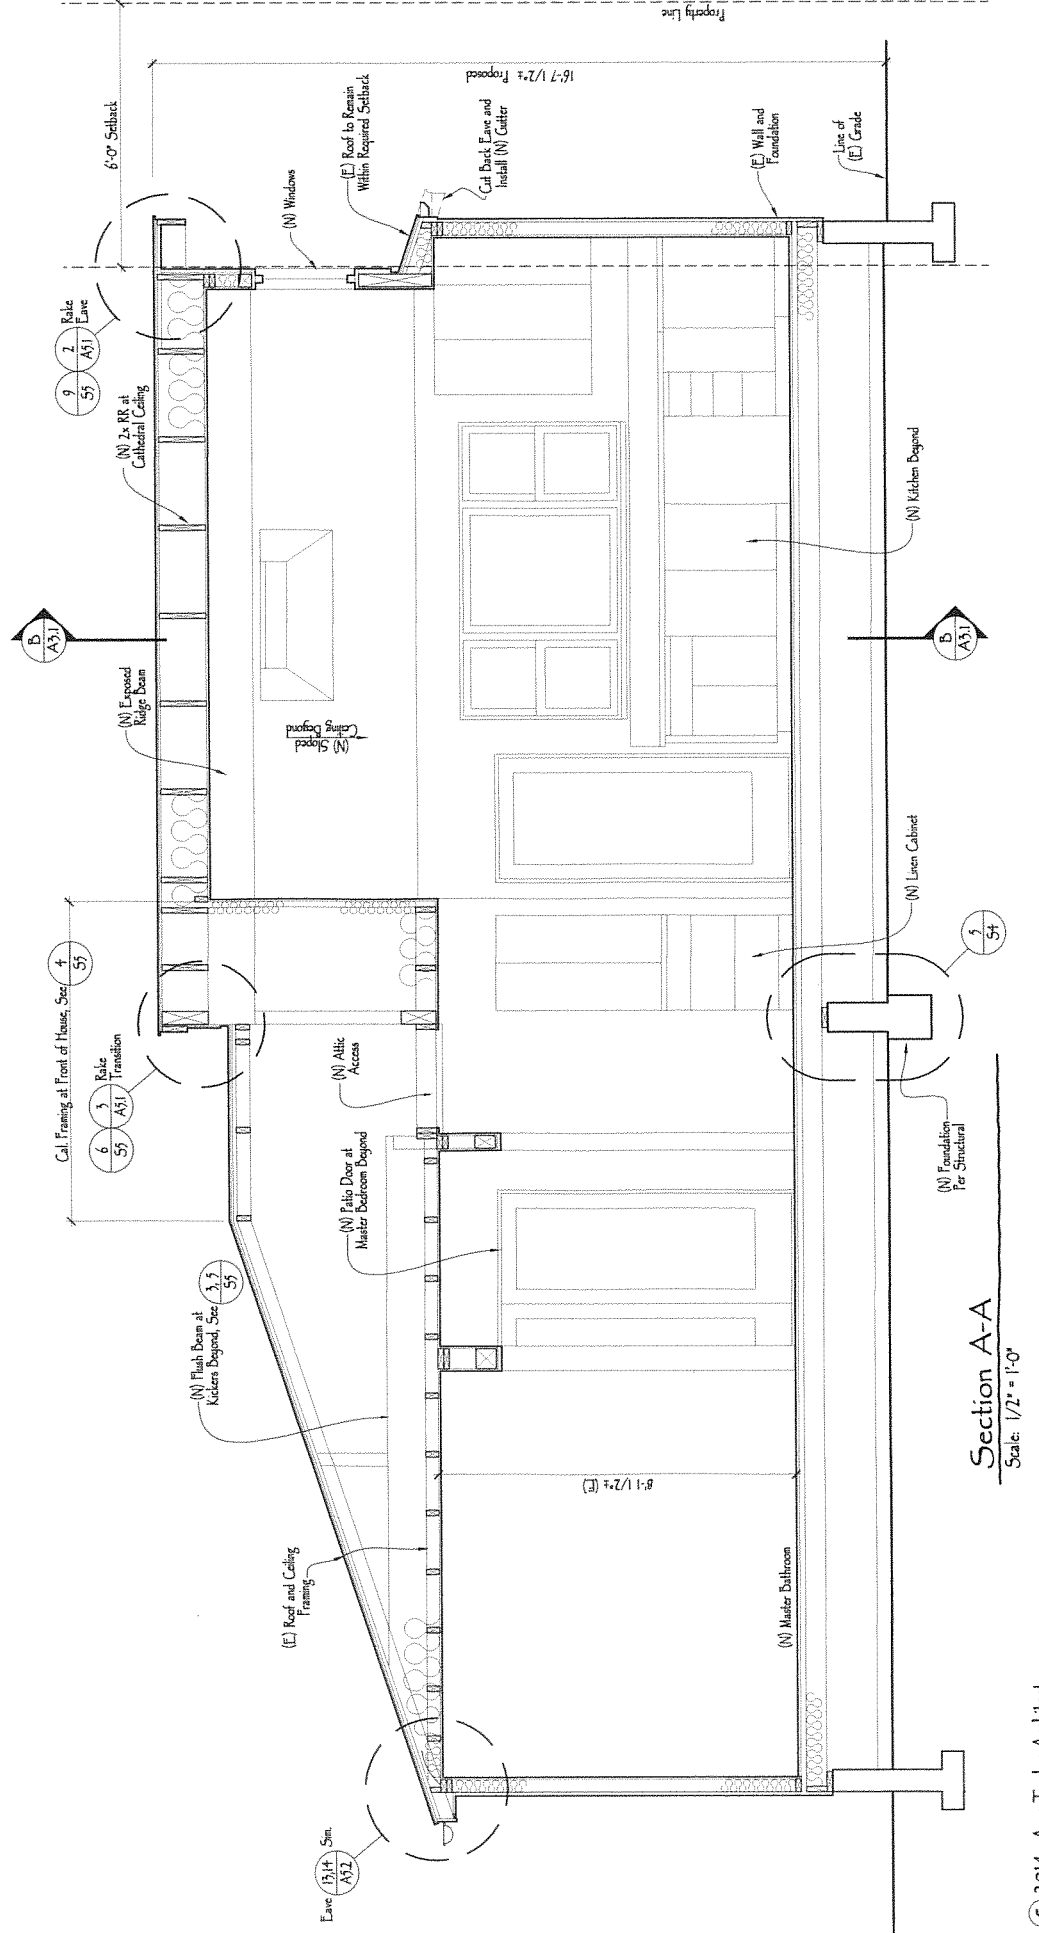 Eave
13,14
A5.2
Sim.
(E) Roof and Ceiling
Framing
(N) Flush Beam at
Kickers Beyond, See
3, 5
S5
Cal. Framing at Front of House, See
4
S5
6
S5
3
A5.1
Rake
Transition
(N) Patio Door at
Master Bedroom Beyond
(N) Attic
Access
(N) Exposed
Ridge Beam
B
A3.1
(N) 2x RR at
Cathedral Ceiling
9
S5
2
A5.1
Rake
Eave
6'-0" Setback
(N) Windows
(E) Roof to Remain
Within Required Setback
Cut Back Eave and
Install (N) Gutter
16'-7 1/2"± Proposed
Property Line
(N) Sloped
Ceiling Beyond
8'-1 1/2"± (E)
(N) Master Bathroom
(E) Wall and
Foundation
Line of
(E) Grade
(N) Kitchen Beyond
B
A3.1
(N) Linen Cabinet
5
S4
(N) Foundation
Per Structural
Section A-A
Scale: 1/2" = 1'-0"